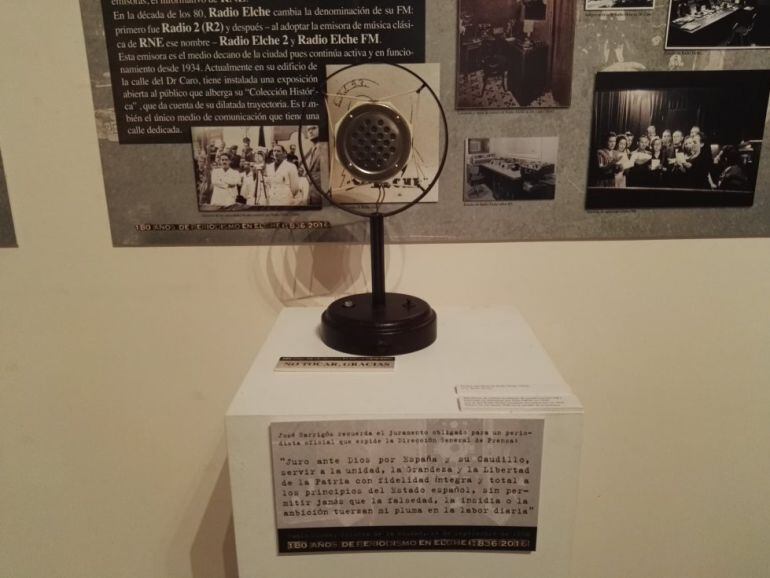 emisoras, el informativo de RNE.
En la década de los 80, Radio Elche cambia la denominación de su FM:
primero fue Radio 2 (R2) y después – al adoptar la emisora de música clási-
ca de RNE ese nombre – Radio Elche 2 y Radio Elche FM.
Esta emisora es el medio decano de la ciudad pues continúa activa y en funcio-
namiento desde 1934. Actualmente en su edificio de
la calle del Dr Caro, tiene instalada una exposición
abierta al público que alberga su "Colección Históri-
ca", que da cuenta de su dilatada trayectoria. Es tam-
bién el único medio de comunicación que tiene una
calle dedicada.
180 AÑOS DE PERIODISMO EN ELCHE (1836 2016)
NO TOCAR, GRACIAS
José Garrigós recuerda el juramento obligado para un perio-
dista oficial que expide la Dirección General de Prensa:
"Juro ante Dios por España y su Caudillo,
servir a la unidad, la Grandeza y la Libertad
de la Patria con fidelidad íntegra y total a
los principios del Estado español, sin per-
mitir jamás que la falsedad, la insidia o la
ambición tuerzan mi pluma en la labor diaria"
180 AÑOS DE PERIODISMO EN ELCHE (1836 2016)